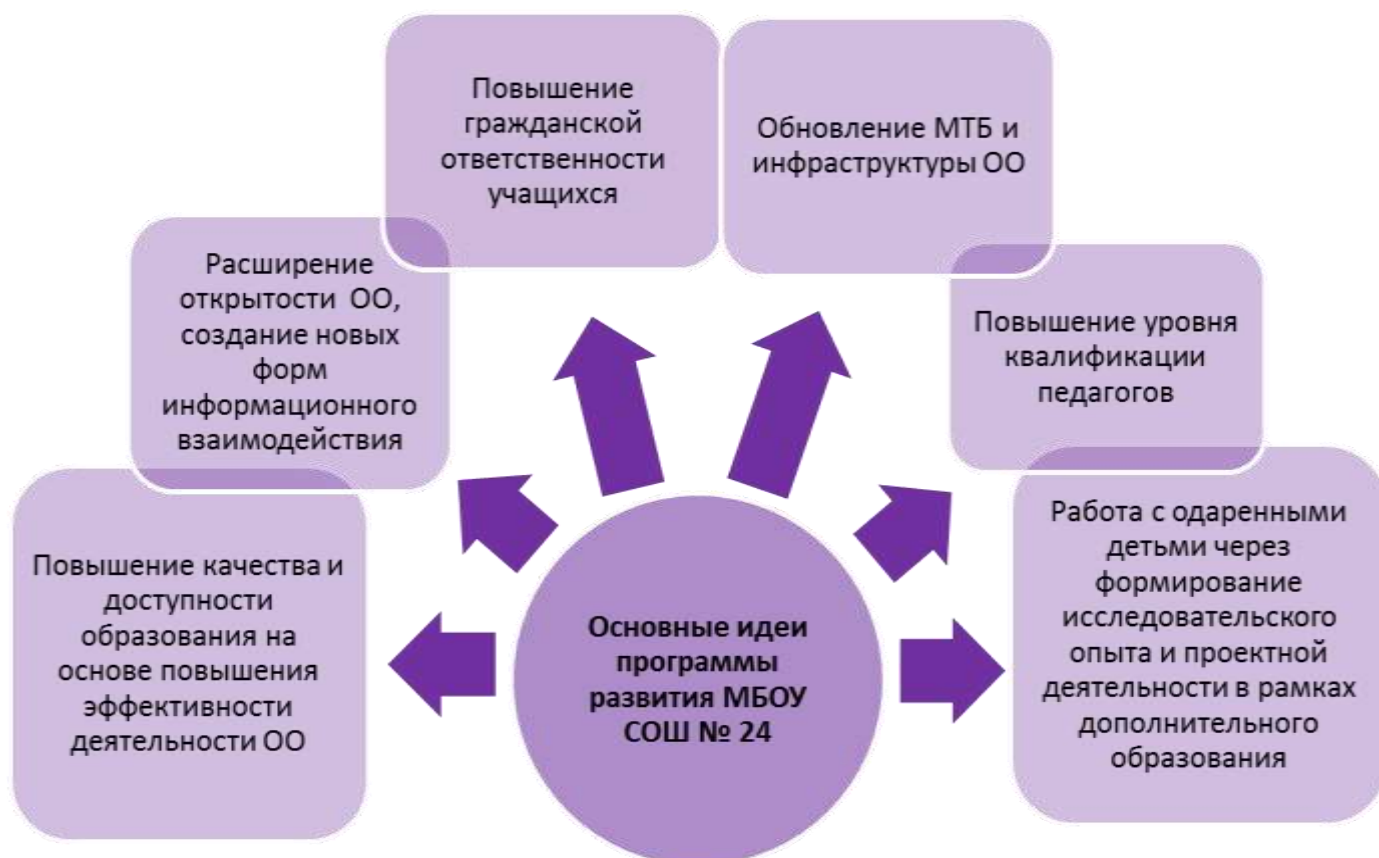 Повышение
гражданской
ответственности
учащихся
Обновление МТБ и
инфраструктуры ОО
Расширение
открытости ОО,
создание новых
форм
информационного
взаимодействия
Повышение уровня
квалификации
педагогов
Повышение качества и
доступности
образования на
основе повышения
эффективности
деятельности ОО
Основные идеи
программы
развития МБОУ
СОШ № 24
Работа с одаренными
детьми через
формирование
исследовательского
опыта и проектной
деятельности в рамках
дополнительного
образования